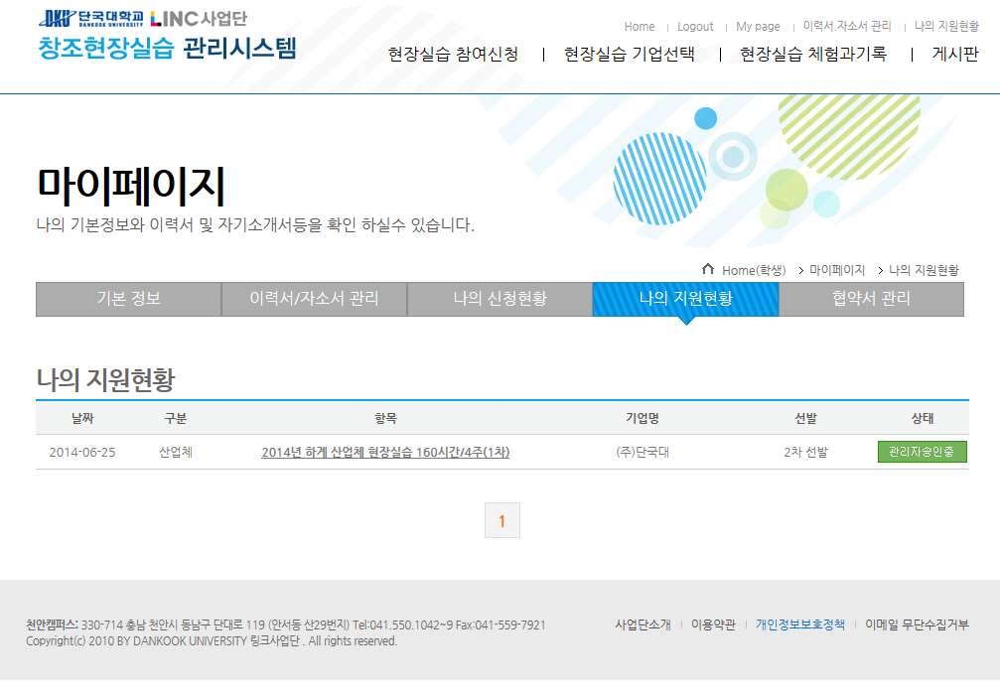 DKU 단국대학교 LINC사업단
DANKOOK UNIVERSITY
창조현장실습 관리시스템
Home Logout My page 이력서.자소서 관리 나의 지원현황
현장실습 참여신청 현장실습 기업선택 현장실습 체험과기록 게시판
마이페이지
나의 기본정보와 이력서 및 자기소개서등을 확인 하실수 있습니다.
Home(학생) > 마이페이지 > 나의 지원현황
기본 정보 이력서/자소서 관리 나의 신청현황 나의 지원현황 협약서 관리
나의 지원현황
날짜 구분 항목 기업명 선발 상태
2014-06-25 산업체 2014년 하계 산업체 현장실습 160시간/4주(1차) (주)단국대 2차 선발 관리자승인중
1
천안캠퍼스: 330-714 충남 천안시 동남구 단대로 119 (안서동 산29번지) Tel:041.550.1042~9 Fax:041-559-7921
Copyright(c) 2010 BY DANKOOK UNIVERSITY 링크사업단 . All rights reserved.
사업단소개 이용약관 개인정보보호정책 이메일 무단수집거부